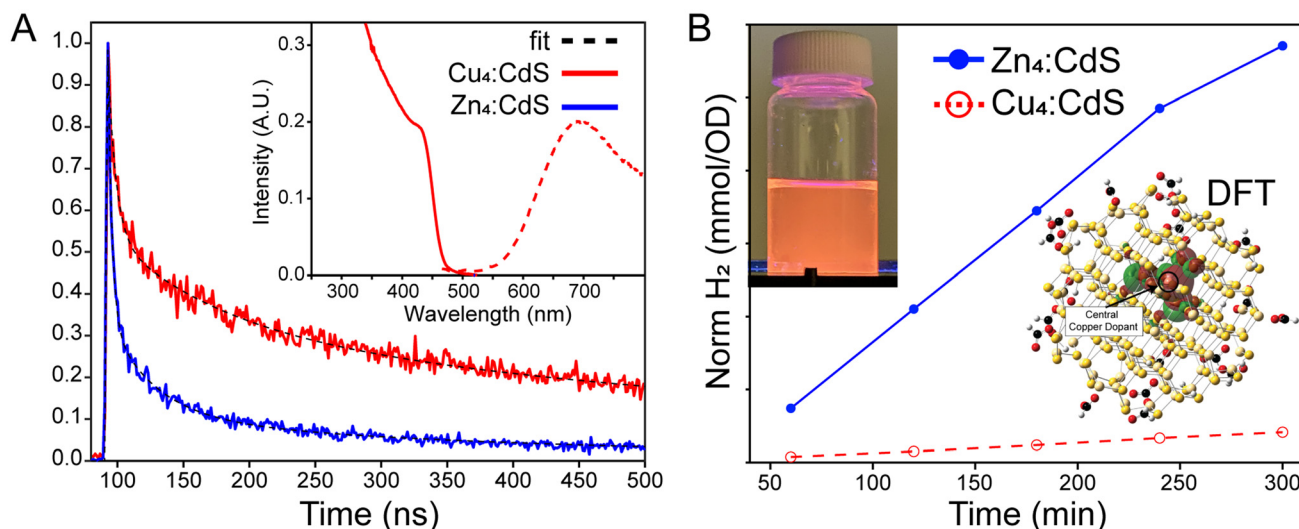 A
1.0
0.9
0.8
0.7
0.6
0.5
0.4
0.3
0.2
0.1
0.0
100 150 200 250 300 350 400 450 500
Time (ns)
0.3
0.2
0.1
0.0
Intensity (A.U.)
300 400 500 600 700
Wavelength (nm)
fit
Cu₄:CdS
Zn₄:CdS
B
Norm H₂ (mmol/OD)
Zn₄:CdS
Cu₄:CdS
DFT
Central
Copper Dopant
50 100 150 200 250 300
Time (min)